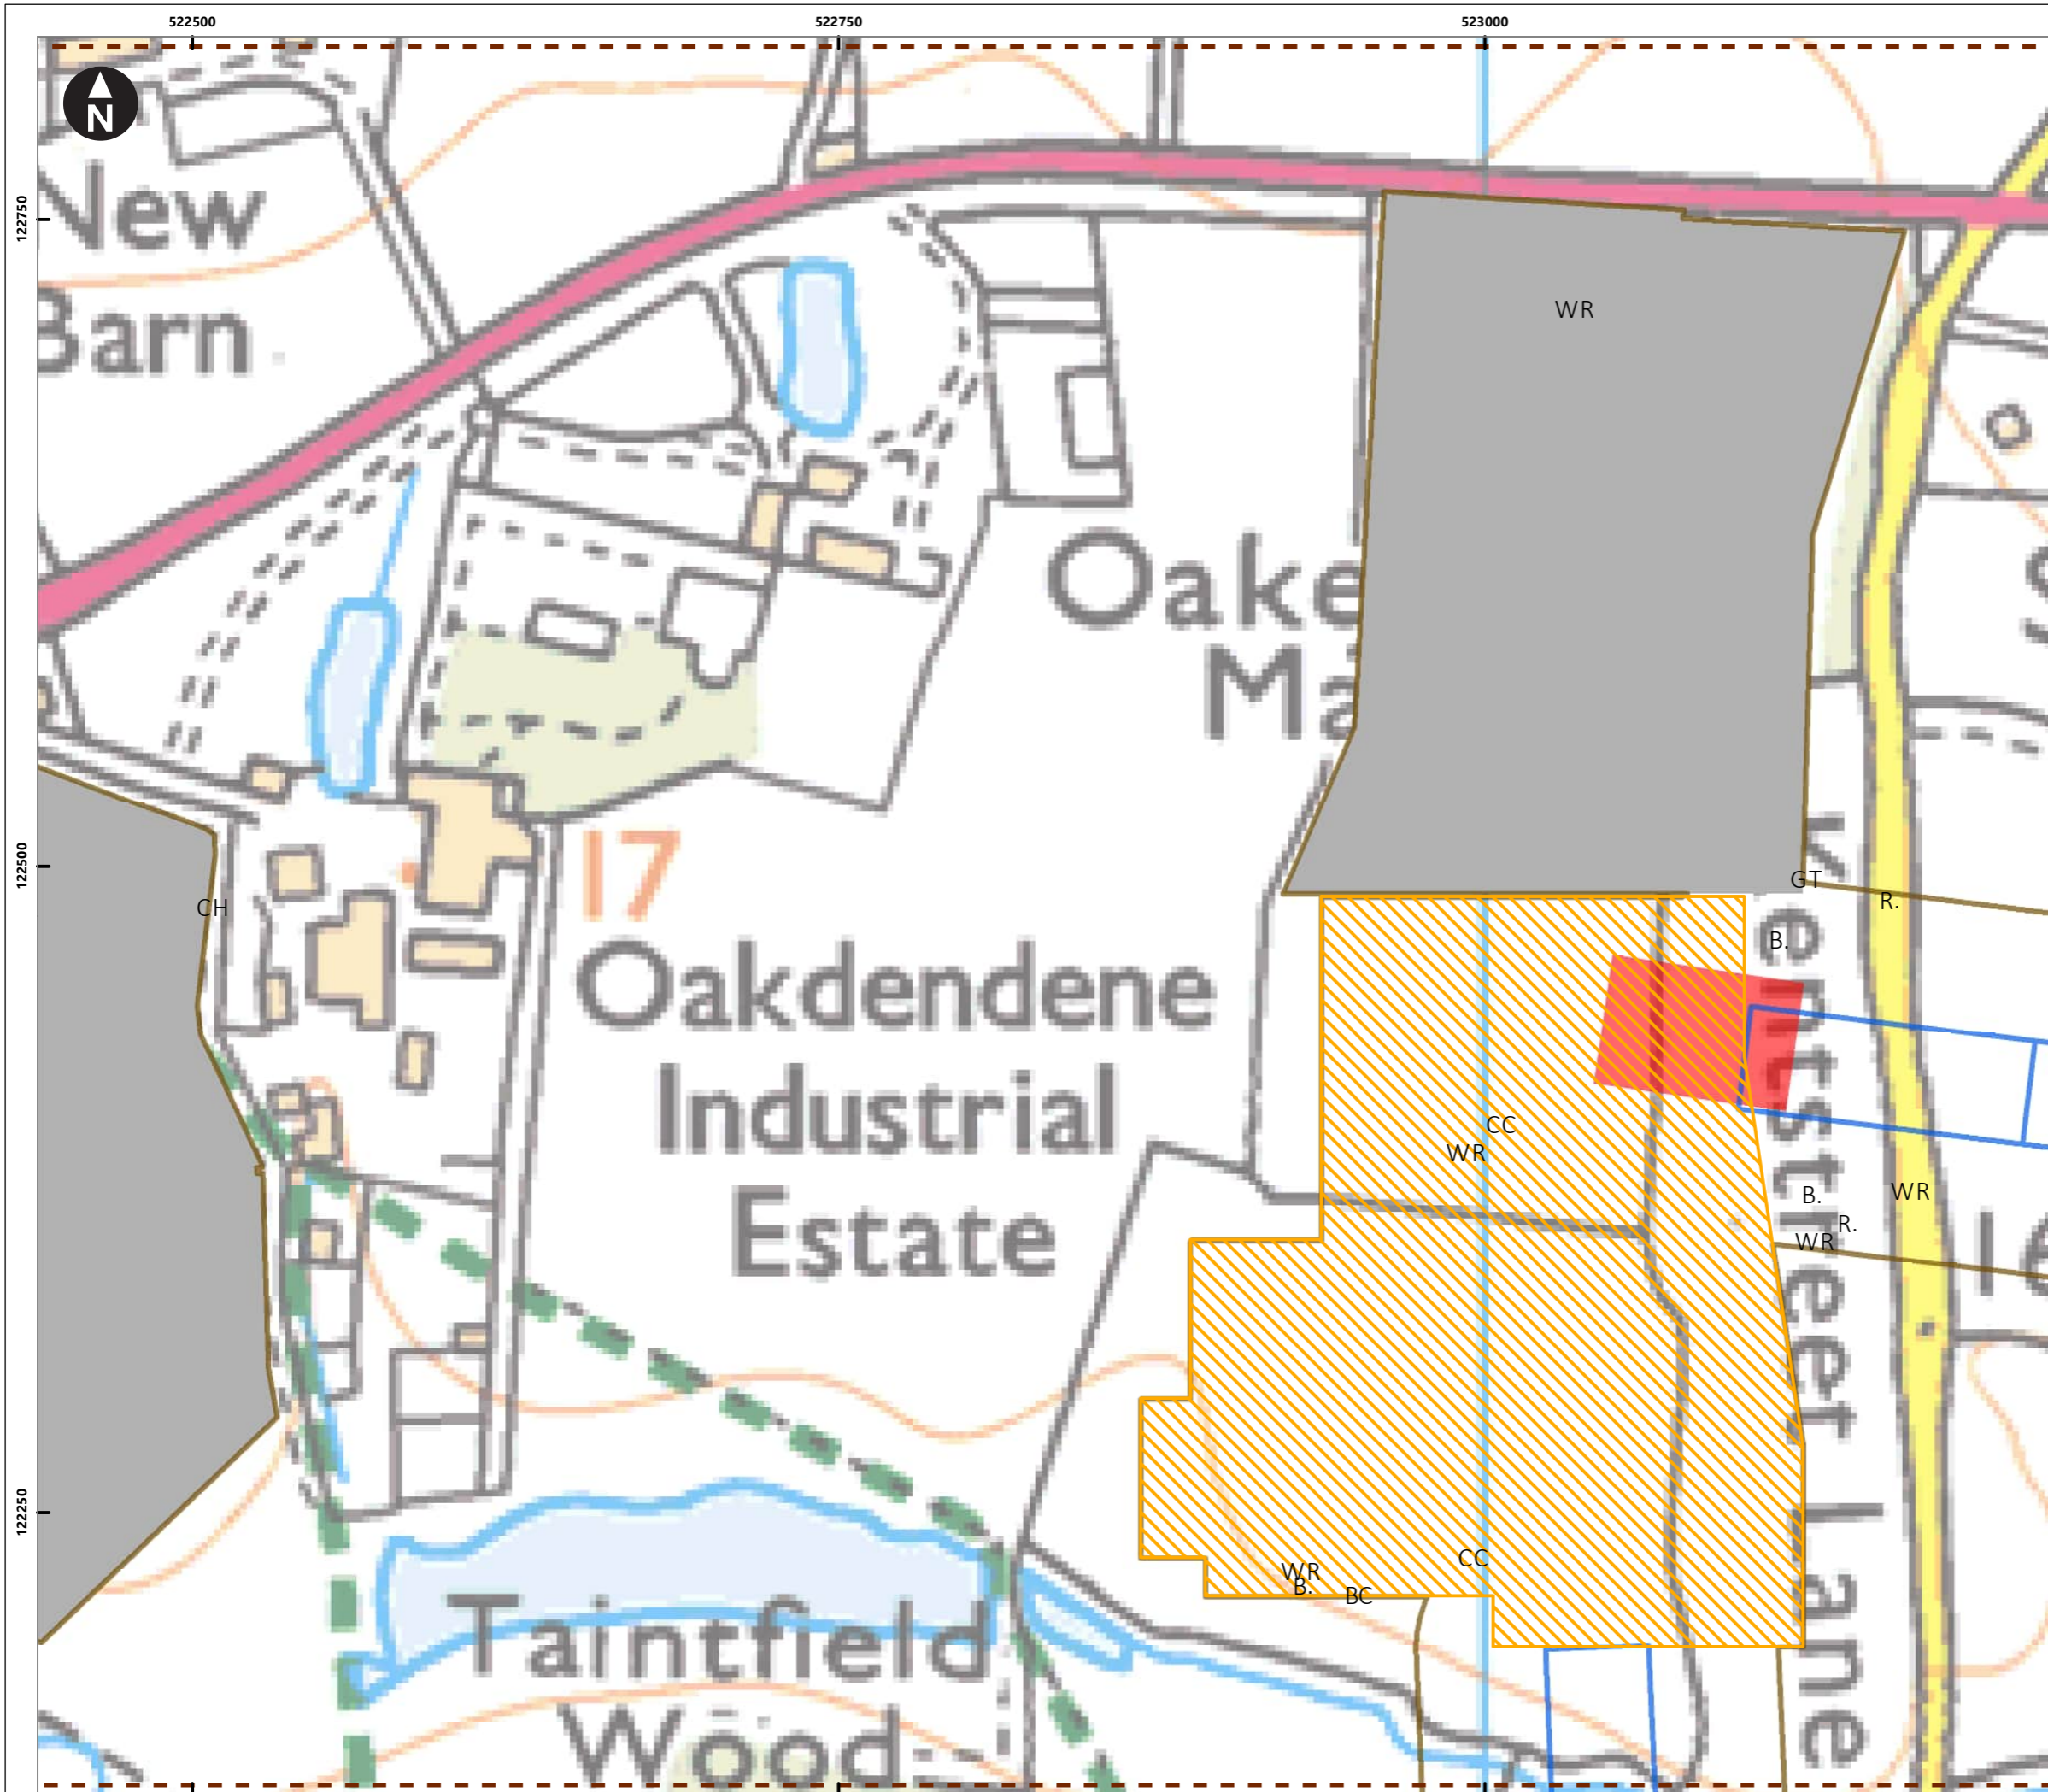 522500
522750
523000
N
122750
122500
122250
New
Barn
WR
Oake
Ma
17
CH
GT
R.
B.
Oakdendene
Industrial
Estate
Kentstreet Lane
CC
WR
B.
WR
R.
WR
le
CC
WR
B.
BC
Taintfield
Wood